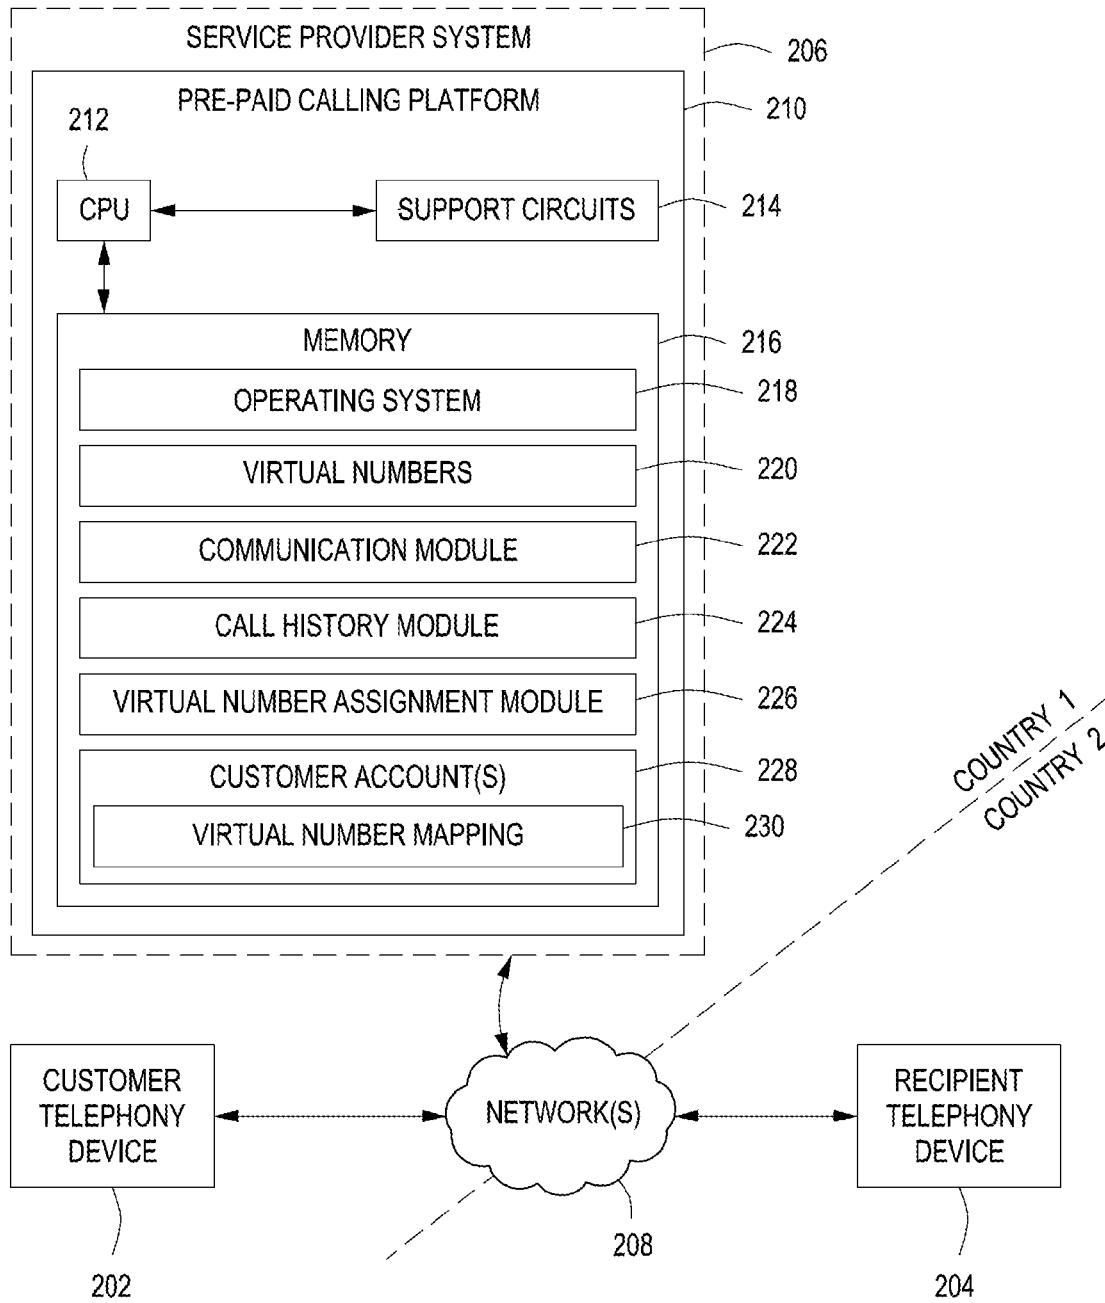 SERVICE PROVIDER SYSTEM
206
PRE-PAID CALLING PLATFORM
210
212
CPU
SUPPORT CIRCUITS
214
MEMORY
216
OPERATING SYSTEM
218
VIRTUAL NUMBERS
220
COMMUNICATION MODULE
222
CALL HISTORY MODULE
224
VIRTUAL NUMBER ASSIGNMENT MODULE
226
CUSTOMER ACCOUNT(S)
228
VIRTUAL NUMBER MAPPING
230
COUNTRY 1
COUNTRY 2
CUSTOMER
TELEPHONY
DEVICE
NETWORK(S)
RECIPIENT
TELEPHONY
DEVICE
202
208
204